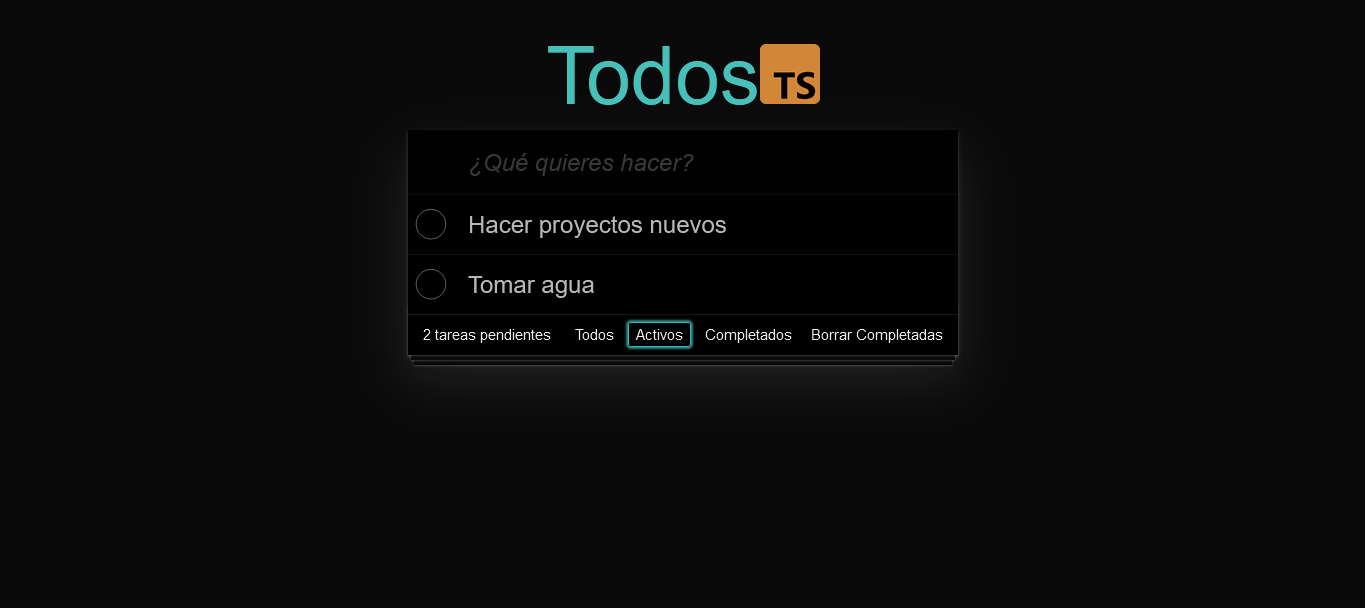 Todos TS
¿Qué quieres hacer?
Hacer proyectos nuevos
Tomar agua
2 tareas pendientes Todos Activos Completados Borrar Completadas